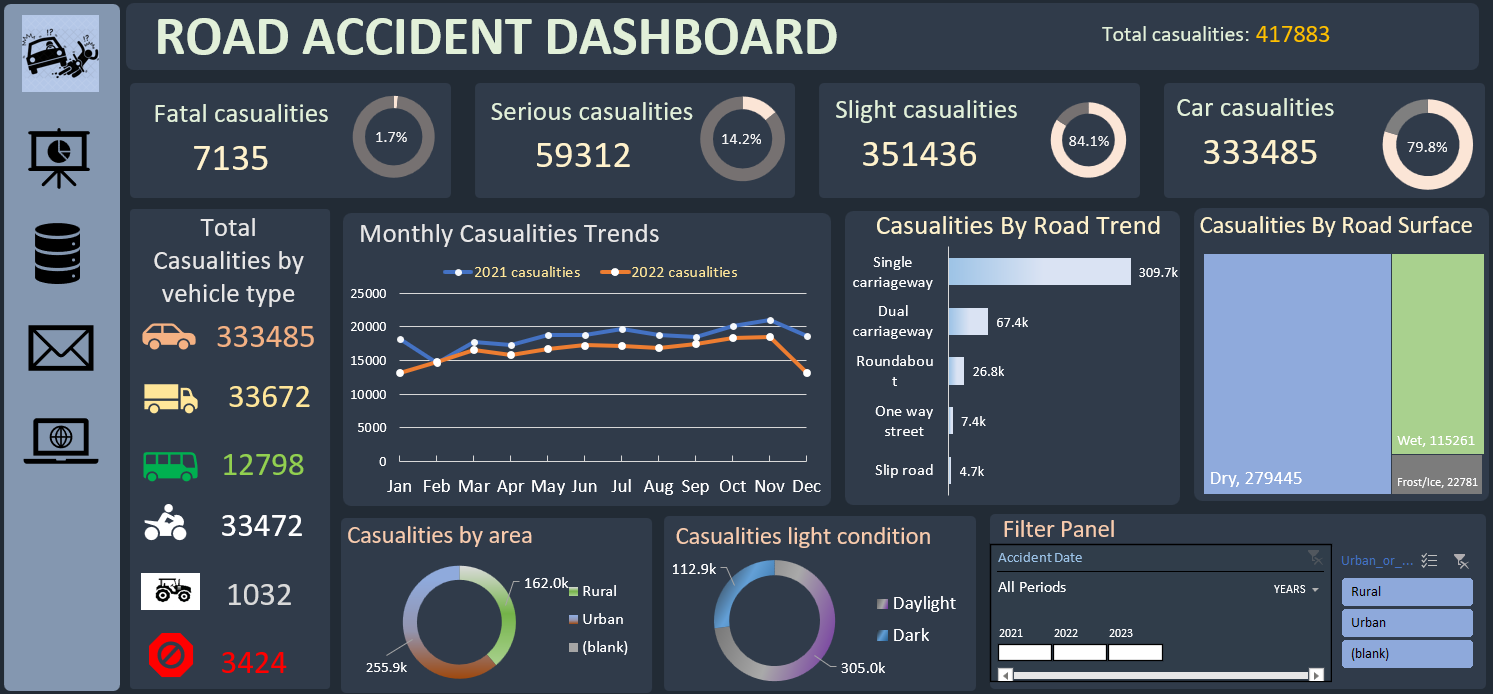 ROAD ACCIDENT DASHBOARD
Total casualities: 417883
Fatal casualities
7135
1.7%
Serious casualities
59312
14.2%
Slight casualities
351436
84.1%
Car casualities
333485
79.8%
Total
Casualities by
vehicle type
333485
33672
12798
33472
1032
3424
Monthly Casualities Trends
2021 casualities
2022 casualities
25000
20000
15000
10000
5000
0
Jan Feb Mar Apr May Jun Jul Aug Sep Oct Nov Dec
Casualities By Road Trend
Single
carriageway
309.7k
Dual
carriageway
67.4k
Roundabou
t
26.8k
One way
street
7.4k
Slip road
4.7k
Casualities By Road Surface
Dry, 279445
Wet, 115261
Frost/Ice, 22781
Casualities by area
162.0k
255.9k
Rural
Urban
(blank)
Casualities light condition
112.9k
305.0k
Daylight
Dark
Filter Panel
Accident Date
All Periods
YEARS
2021 2022 2023
Urban_or_...
Rural
Urban
(blank)